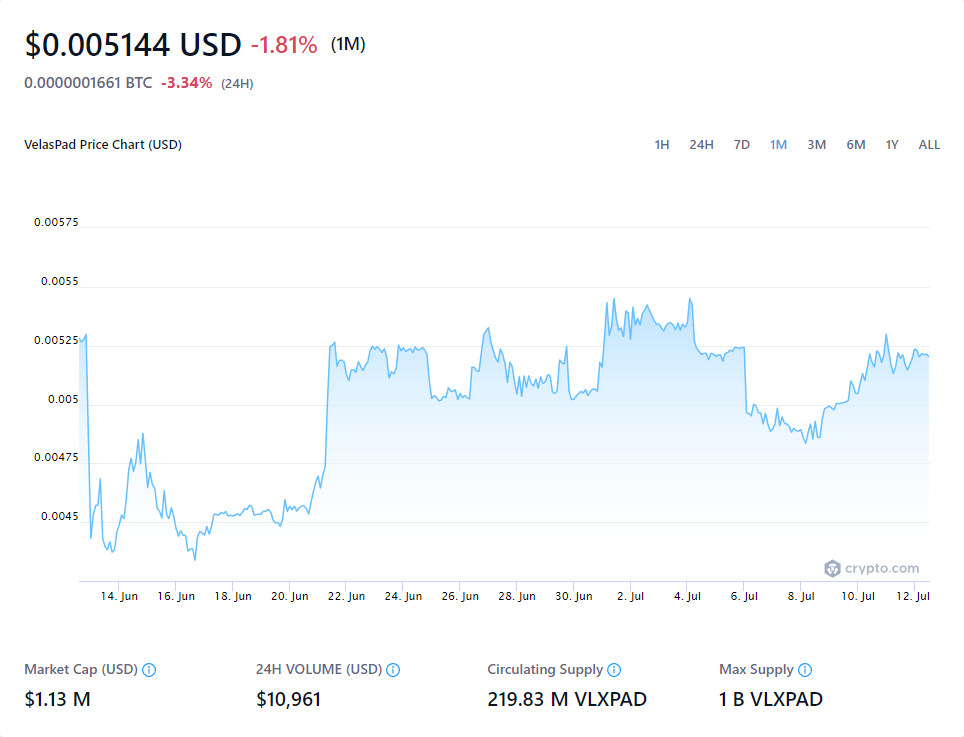 $0.005144 USD -1.81% (1M)
0.0000001661 BTC -3.34% (24H)
VelasPad Price Chart (USD) 1H 24H 7D 1M 3M 6M 1Y ALL
0.00575
0.0055
0.00525
0.005
0.00475
0.0045
crypto.com
14. Jun 16. Jun 18. Jun 20. Jun 22. Jun 24. Jun 26. Jun 28. Jun 30. Jun 2. Jul 4. Jul 6. Jul 8. Jul 10. Jul 12. Jul
Market Cap (USD) 24H VOLUME (USD) Circulating Supply Max Supply
$1.13 M $10,961 219.83 M VLXPAD 1 B VLXPAD